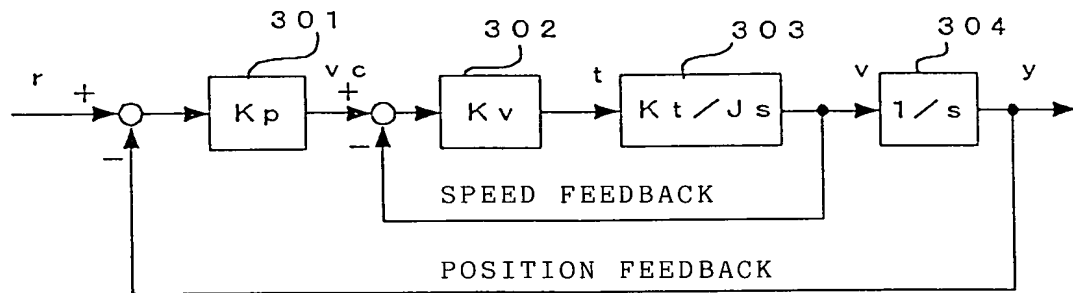 301
302
303
304
r
+
−
Kp
vc
+
−
Kv
t
Kt/Js
v
1/s
y
SPEED FEEDBACK
POSITION FEEDBACK